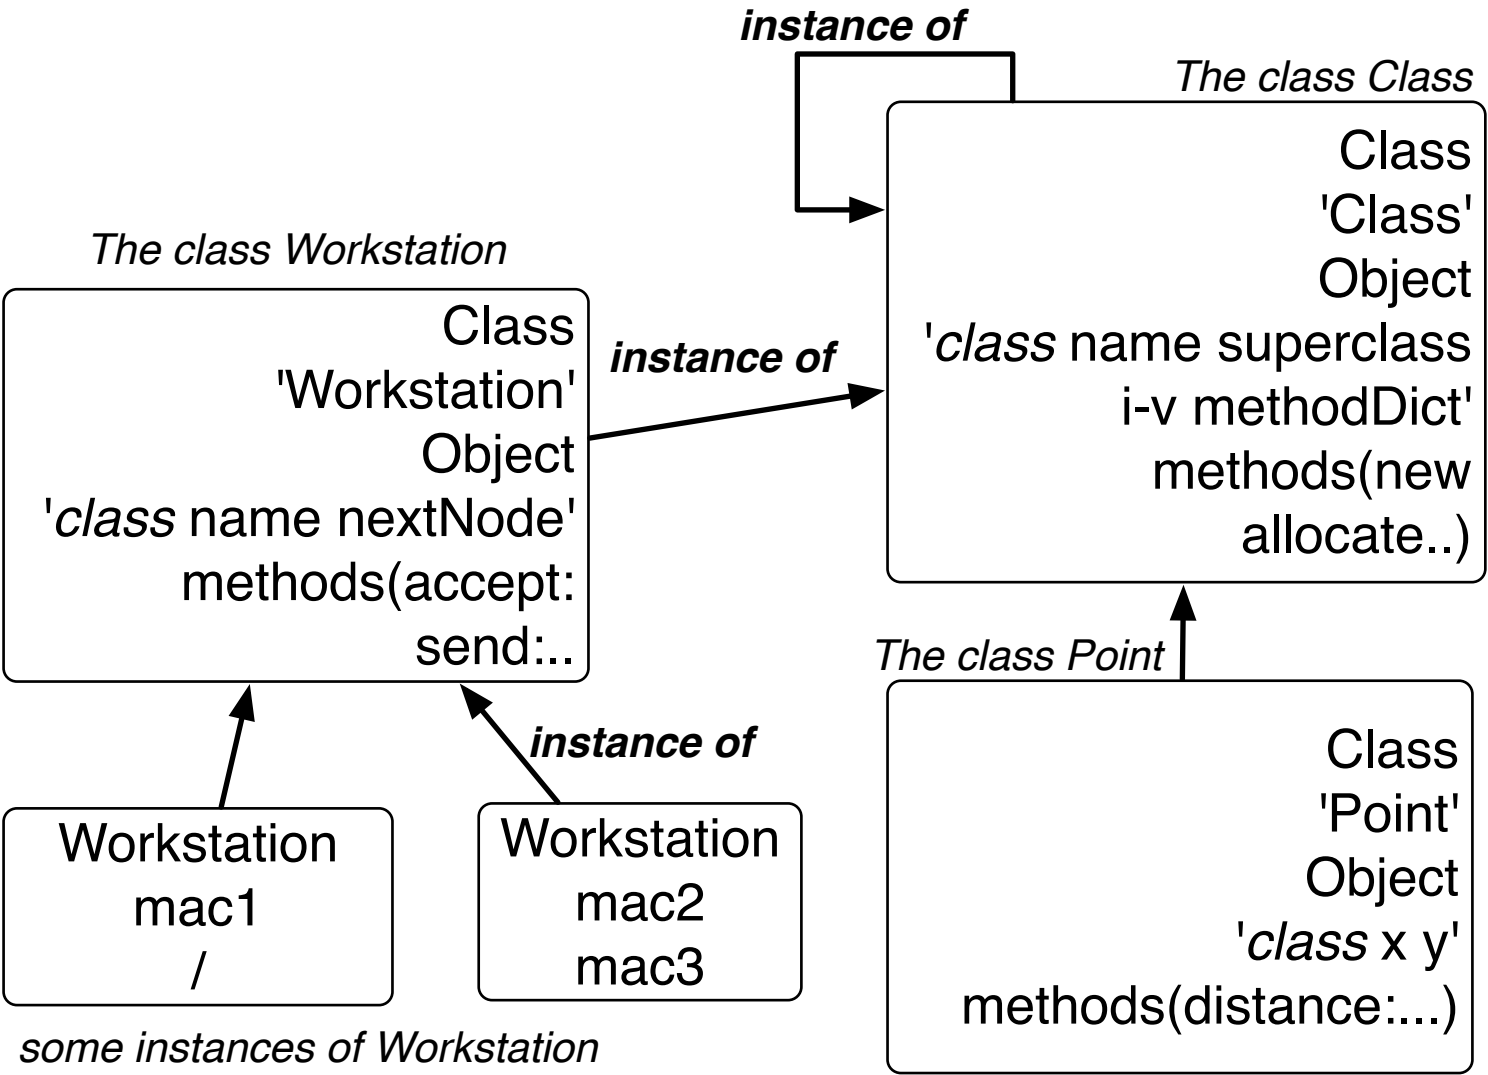 instance of
The class Class
Class
'Class'
Object
'class name superclass
i-v methodDict'
methods(new
allocate..)
The class Workstation
Class
'Workstation'
Object
'class name nextNode'
methods(accept:
send:..
instance of
instance of
Workstation
mac1
/
Workstation
mac2
mac3
some instances of Workstation
The class Point
Class
'Point'
Object
'class x y'
methods(distance:...)